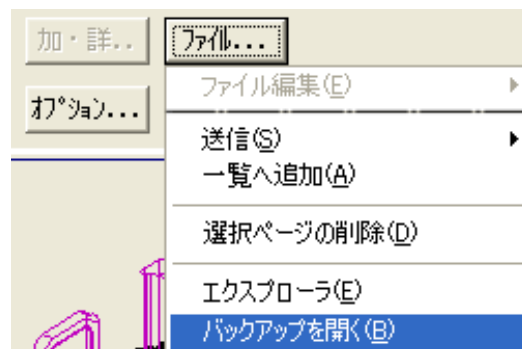 加・詳..
ﾌｧｲﾙ...
ファイル編集(E)
ｵﾌﾟｼｮﾝ...
送信(S)
一覧へ追加(A)
選択ページの削除(D)
エクスプローラ(E)
バックアップを開く(B)